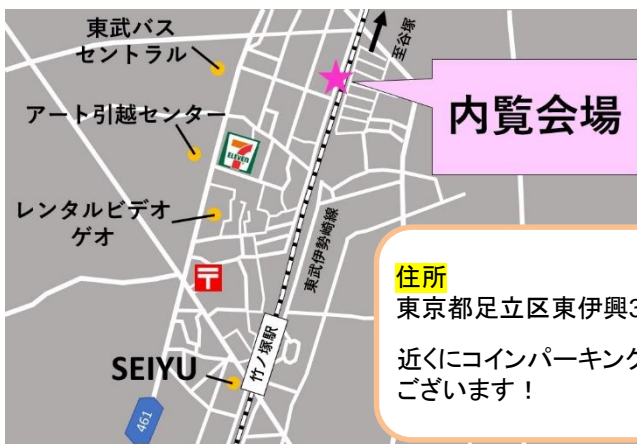 東武バス
セントラル
至谷塚
内覧会場
アート引越センター
7
ELEVEN
レンタルビデオ
ゲオ
東武伊勢崎線
〒
住所
東京都足立区東伊興3
近くにコインパーキング
ございます！
竹ノ塚駅
SEIYU
461